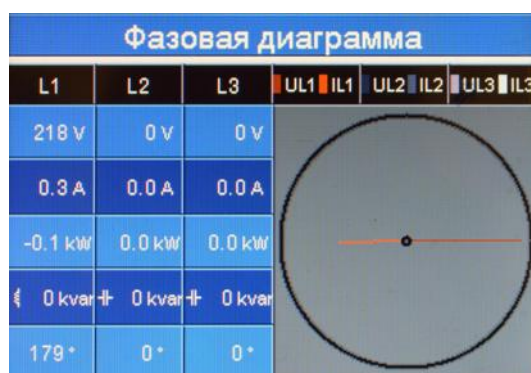 Фазовая диаграмма
L1 L2 L3 UL1 IL1 UL2 IL2 UL3 IL3
218 V 0 V 0 V
0.3 A 0.0 A 0.0 A
-0.1 kW 0.0 kW 0.0 kW
0 kvar 0 kvar 0 kvar
179° 0° 0°